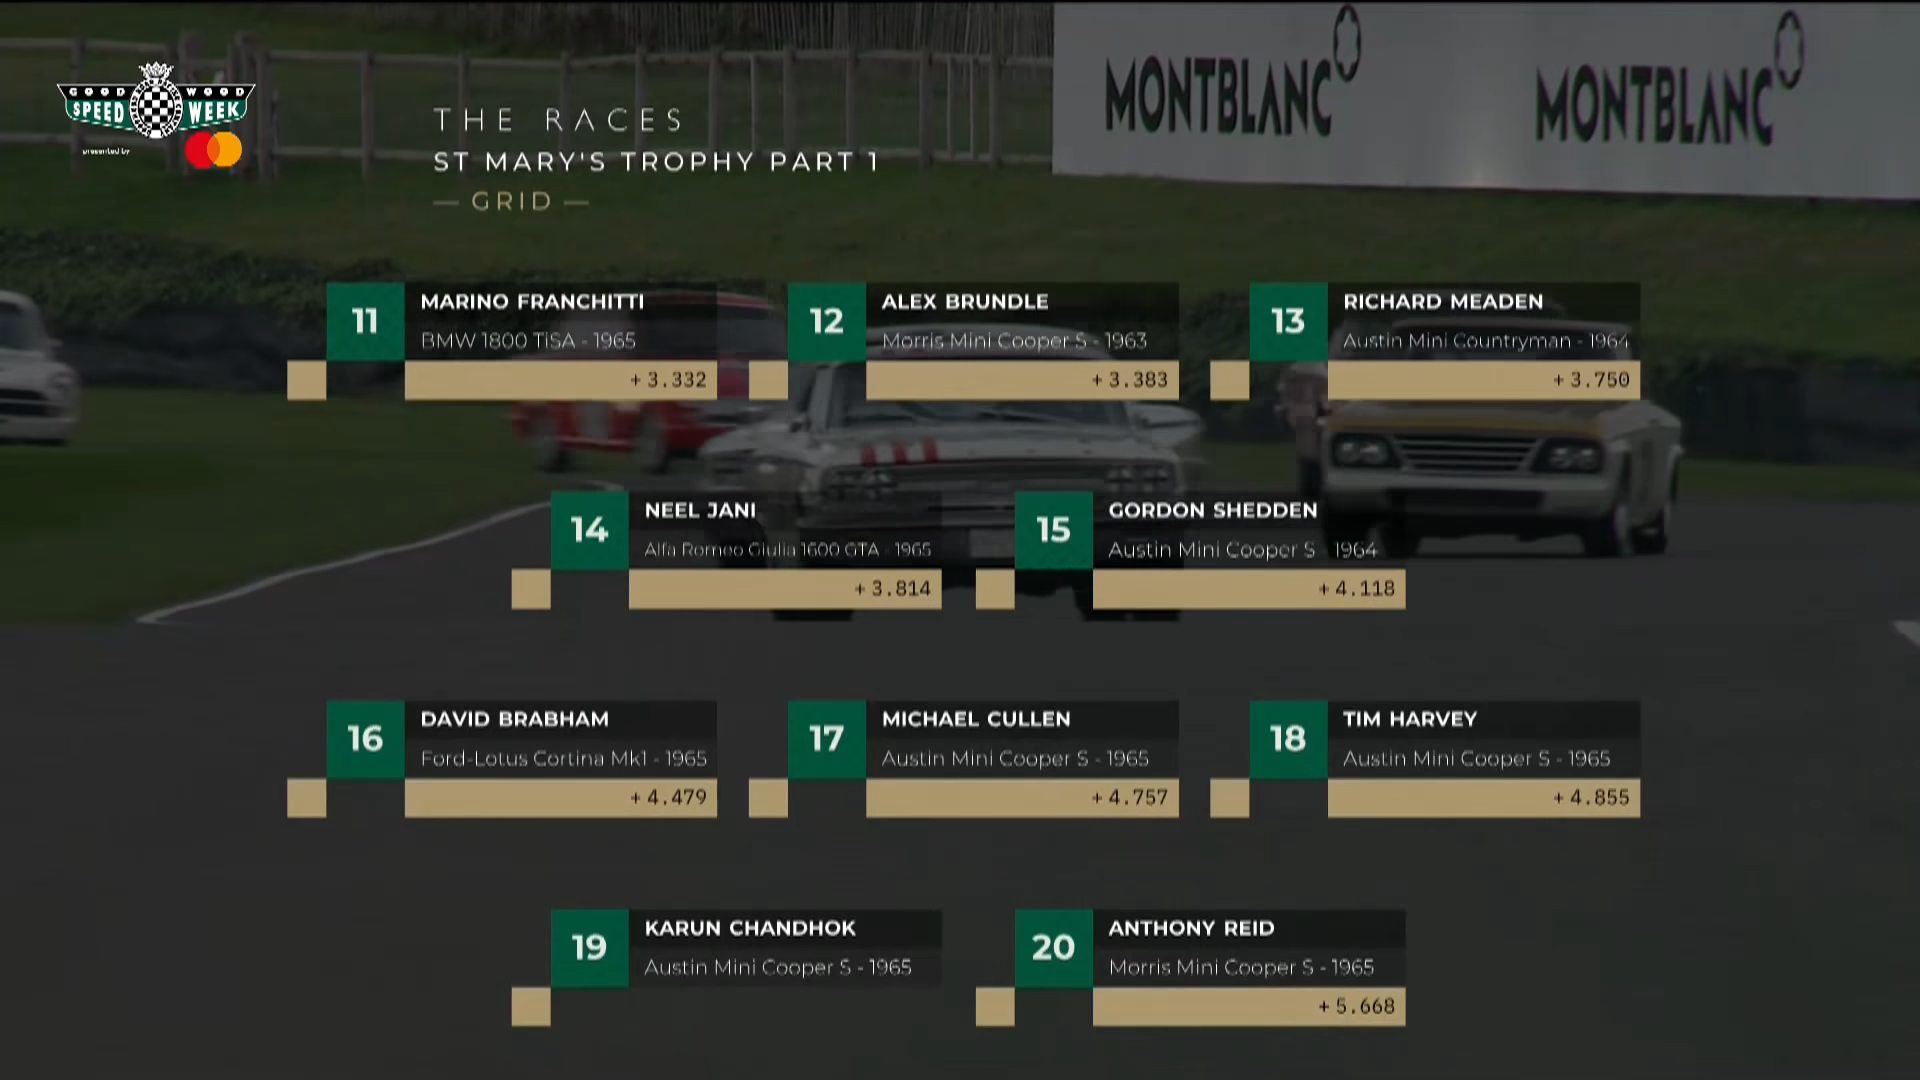 GOOD WOOD
SPEED WEEK
presented by
MONTBLANC
MONTBLANC
THE RACES
ST MARY'S TROPHY PART 1
— GRID —
11
MARINO FRANCHITTI
BMW 1800 TiSA - 1965
+ 3.332
12
ALEX BRUNDLE
Morris Mini Cooper S - 1963
+ 3.383
13
RICHARD MEADEN
Austin Mini Countryman - 1964
+ 3.750
14
NEEL JANI
Alfa Romeo Giulia 1600 GTA - 1965
+ 3.814
15
GORDON SHEDDEN
Austin Mini Cooper S - 1964
+ 4.118
16
DAVID BRABHAM
Ford-Lotus Cortina Mk1 - 1965
+ 4.479
17
MICHAEL CULLEN
Austin Mini Cooper S - 1965
+ 4.757
18
TIM HARVEY
Austin Mini Cooper S - 1965
+ 4.855
19
KARUN CHANDHOK
Austin Mini Cooper S - 1965
20
ANTHONY REID
Morris Mini Cooper S - 1965
+ 5.668